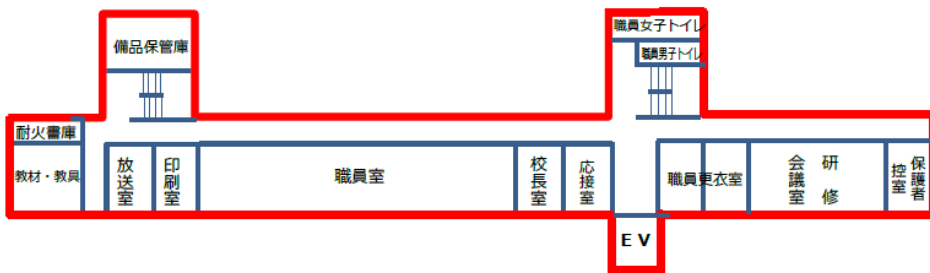 備品保管庫
職員女子トイレ
職員男子トイレ
耐火書庫
教材・教具
放送室
印刷室
職員室
校長室
応接室
職員更衣室
会議室
研修
保護者
控室
EV